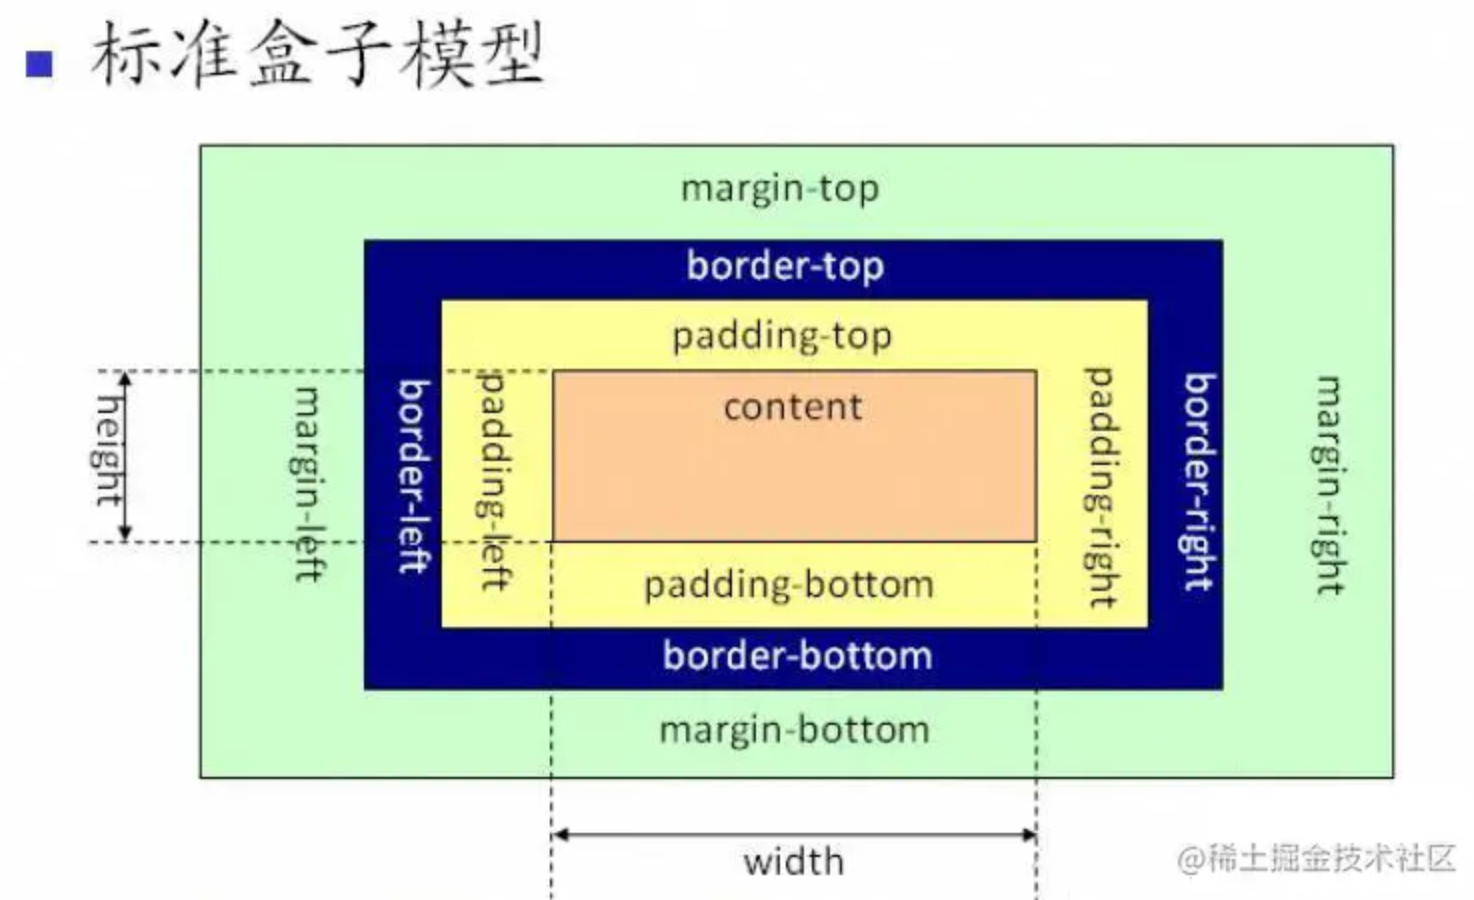 标准盒子模型
margin-top
border-top
padding-top
content
height
margin-left
border-left
padding-left
padding-right
border-right
margin-right
padding-bottom
border-bottom
margin-bottom
width
@稀土掘金技术社区